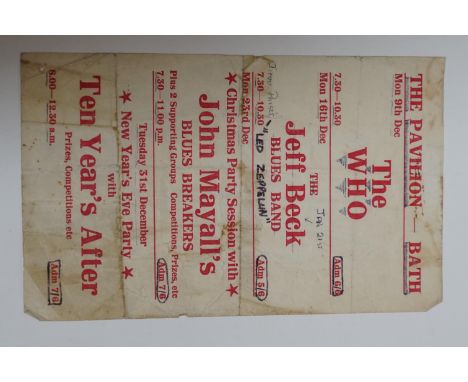 THE PAVILION — BATH
Mon 9th Dec
The
WHO
7.30—10.30
Adm 6/6
Mon 16th Dec
THE
Jan 21st
Jeff Beck
BLUES BAND
"LED ZEPPELIN"
7.30—10.30
Adm 5/6
Mon 23rd Dec
★ Christmas Party Session with ★
John Mayall's
BLUES BREAKERS
Plus 2 Supporting Groups Competitions, Prizes, etc
7.30—11.00 p.m.
Adm 7/6
Tuesday 31st December
★ New Year's Eve Party ★
with
Ten Year's After
Prizes, Competitions etc
8.00—12.30 a.m.
Adm 7/6